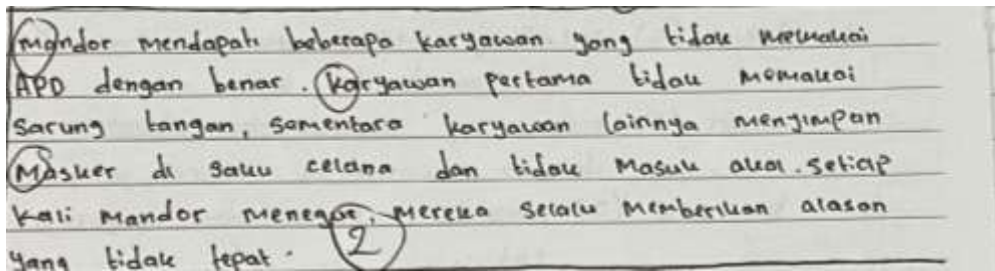 Mandor mendapati beberapa karyawan yang tidak memakai
APD dengan benar. Karyawan pertama tidak memakai
Sarung tangan, sementara karyawan lainnya menyimpan
Masker di saku celana dan tidak Masuk akal. Setiap
Kali Mandor menegor, Mereka Selalu Memberikan alasan
yang tidak tepat.
2